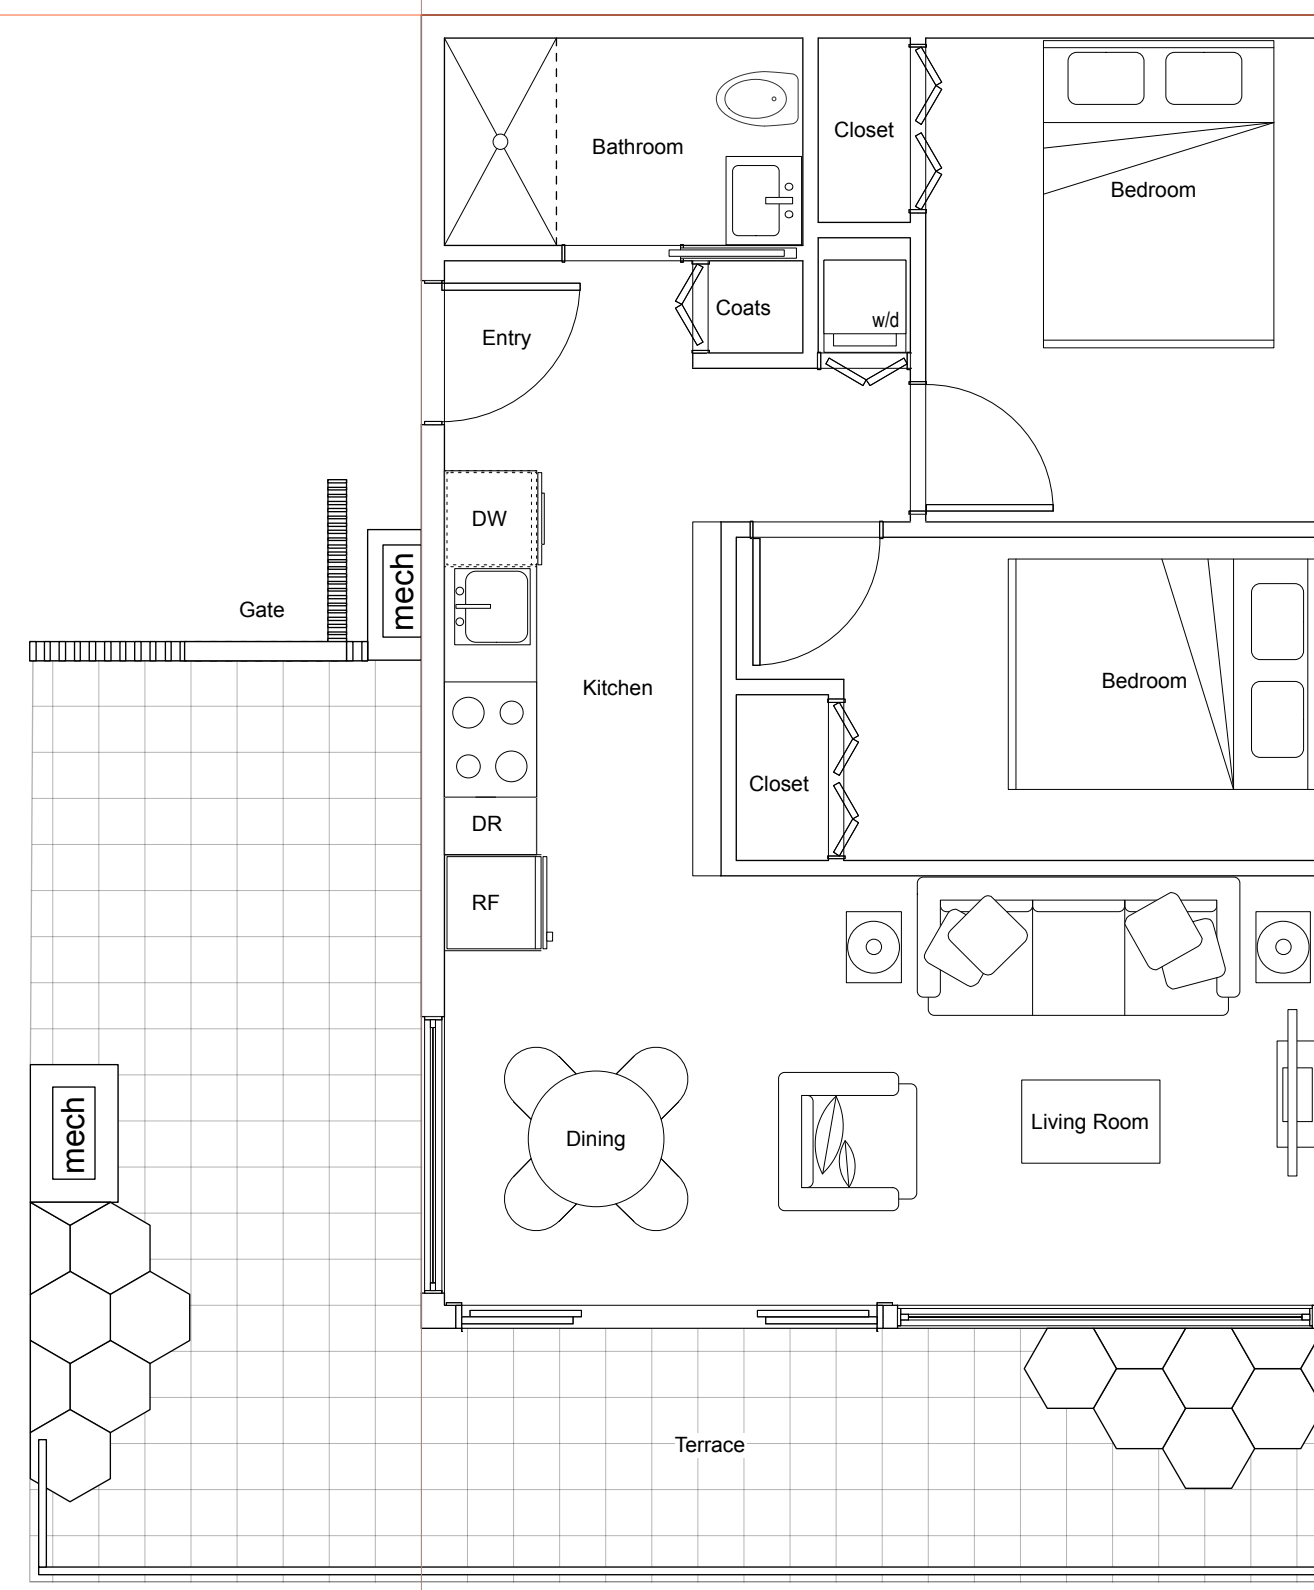 Bathroom
Closet
Bedroom
Coats
w/d
Entry
DW
mech
Gate
Kitchen
Bedroom
Closet
DR
RF
Dining
Living Room
mech
Terrace